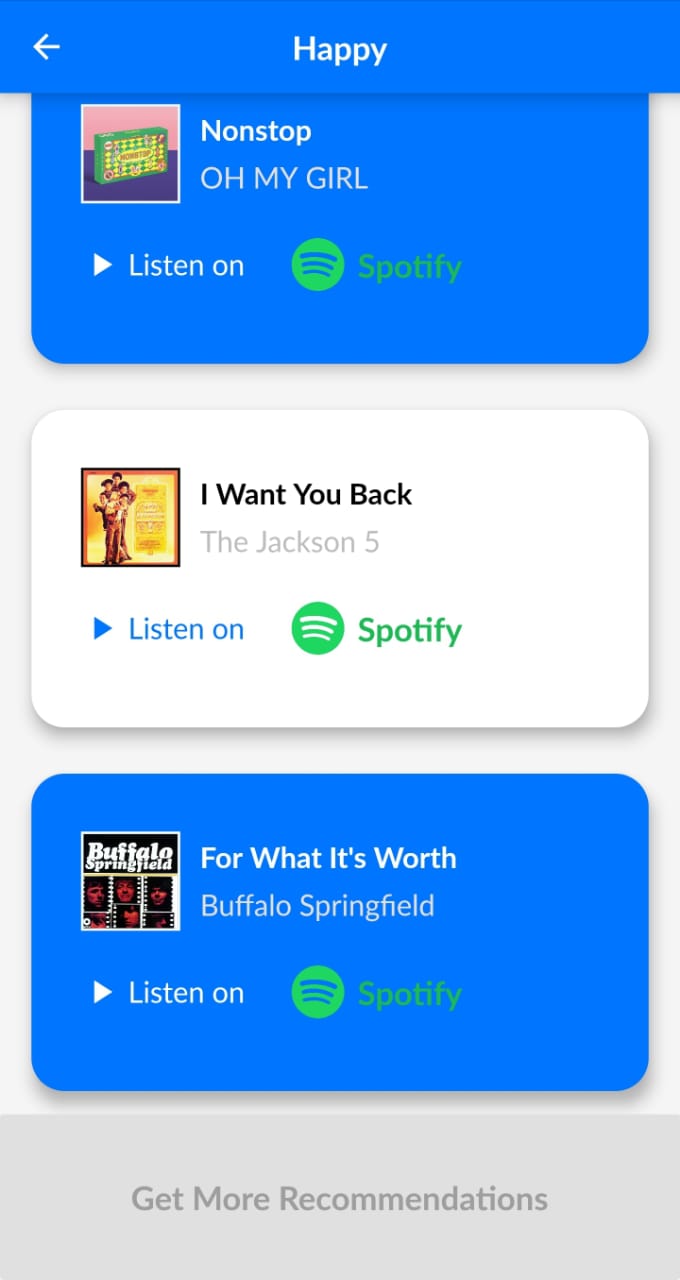 Happy
NONSTOP
Nonstop
OH MY GIRL
Listen on
Spotify
I Want You Back
The Jackson 5
Listen on
Spotify
Buffalo
Springfield
For What It's Worth
Buffalo Springfield
Listen on
Spotify
Get More Recommendations